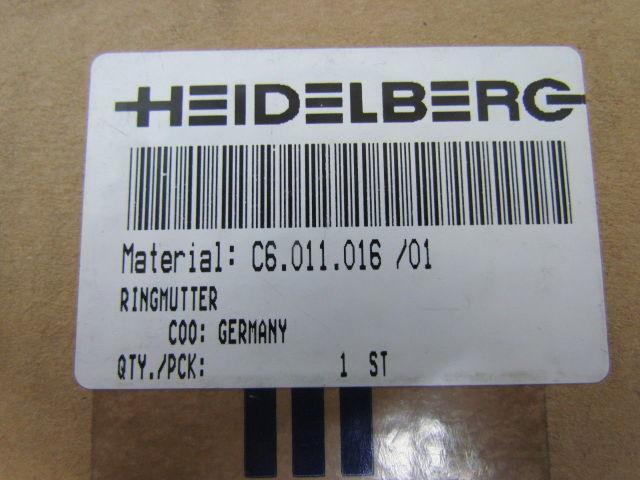 HEIDELBERG
Material: C6.011.016 /01
RINGMUTTER
COO: GERMANY
QTY./PCK: 1 ST